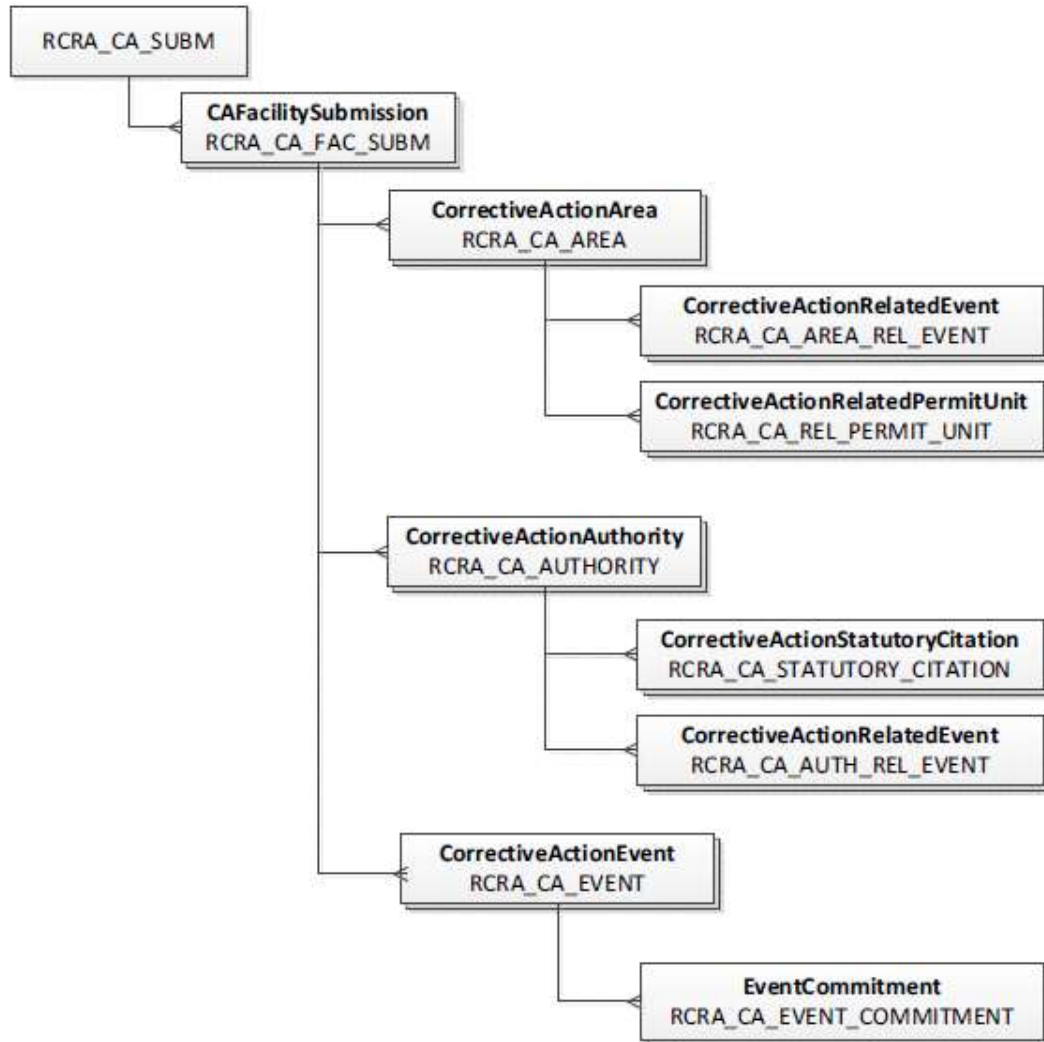 RCRA_CA_SUBM
CAFacilitySubmission
RCRA_CA_FAC_SUBM
CorrectiveActionArea
RCRA_CA_AREA
CorrectiveActionRelatedEvent
RCRA_CA_AREA_REL_EVENT
CorrectiveActionRelatedPermitUnit
RCRA_CA_REL_PERMIT_UNIT
CorrectiveActionAuthority
RCRA_CA_AUTHORITY
CorrectiveActionStatutoryCitation
RCRA_CA_STATUTORY_CITATION
CorrectiveActionRelatedEvent
RCRA_CA_AUTH_REL_EVENT
CorrectiveActionEvent
RCRA_CA_EVENT
EventCommitment
RCRA_CA_EVENT_COMMITMENT